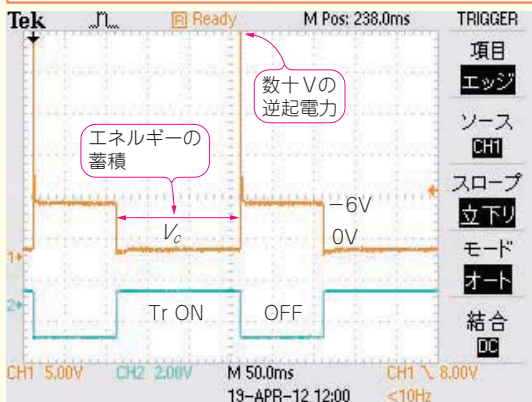 Tek
R Ready
M Pos: 238.0ms
TRIGGER
項目
エッジ
ソース
CH1
スロープ
立下り
モード
オート
結合
DC
数十Vの
逆起電力
エネルギーの
蓄積
Vc
-6V
0V
1
2
Tr ON
OFF
CH1 5.00V
CH2 2.00V
M 50.0ms
CH1 \ 8.00V
19-APR-12 12:00
<10Hz